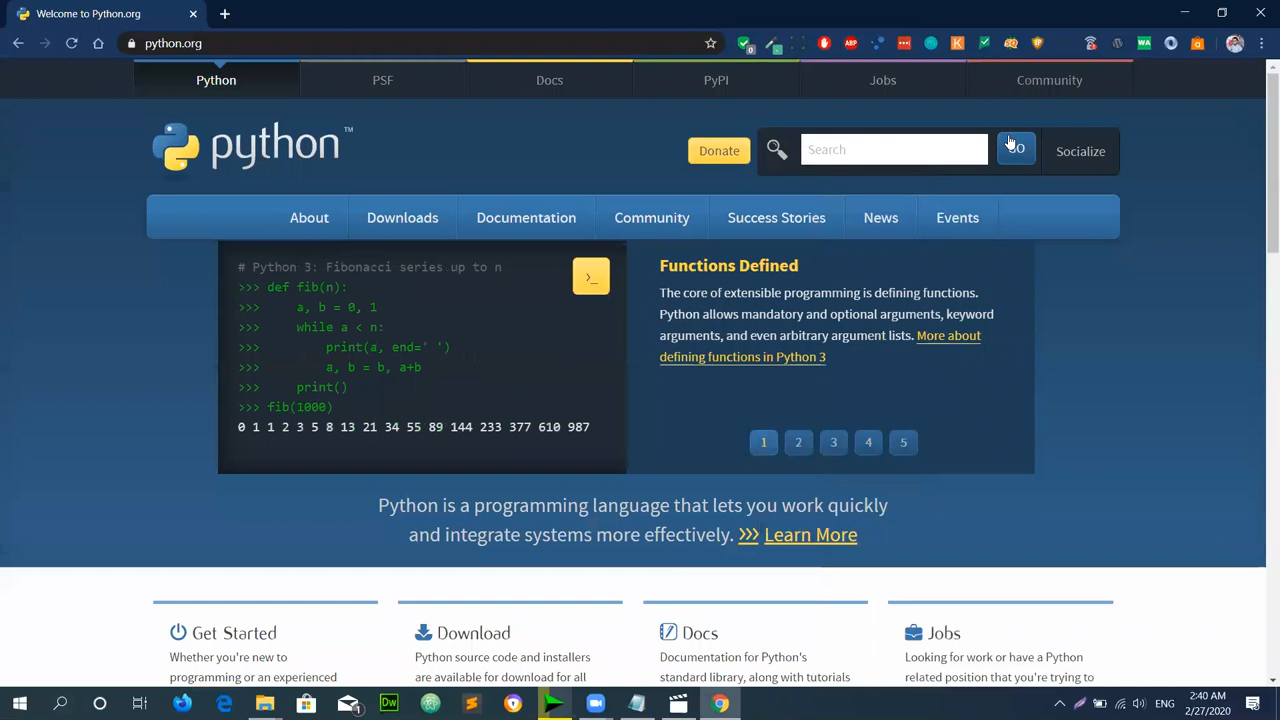 Welcome to Python.org
python.org
ABP
WA
Python
PSF
Docs
PyPI
Jobs
Community
python™
Donate
Search
Socialize
About
Downloads
Documentation
Community
Success Stories
News
Events
# Python 3: Fibonacci series up to n
>>> def fib(n):
>>>     a, b = 0, 1
>>>     while a < n:
>>>         print(a, end=' ')
>>>         a, b = b, a+b
>>>     print()
>>> fib(1000)
0 1 1 2 3 5 8 13 21 34 55 89 144 233 377 610 987
>_
Functions Defined
The core of extensible programming is defining functions.
Python allows mandatory and optional arguments, keyword
arguments, and even arbitrary argument lists. More about
defining functions in Python 3
1 2 3 4 5
Python is a programming language that lets you work quickly
and integrate systems more effectively. >>> Learn More
Get Started
Whether you're new to
programming or an experienced
Download
Python source code and installers
are available for download for all
Docs
Documentation for Python's
standard library, along with tutorials
Jobs
Looking for work or have a Python
related position that you're trying to
Dw
ENG
2:40 AM
2/27/2020